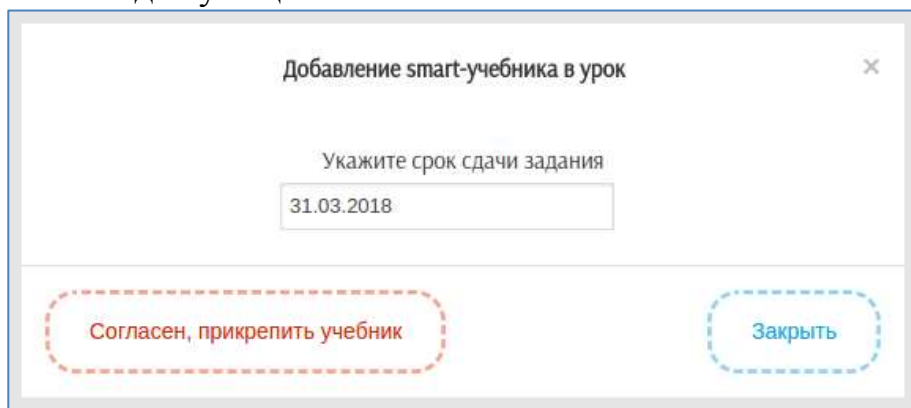 Добавление smart-учебника в урок
×
Укажите срок сдачи задания
31.03.2018
Согласен, прикрепить учебник
Закрыть